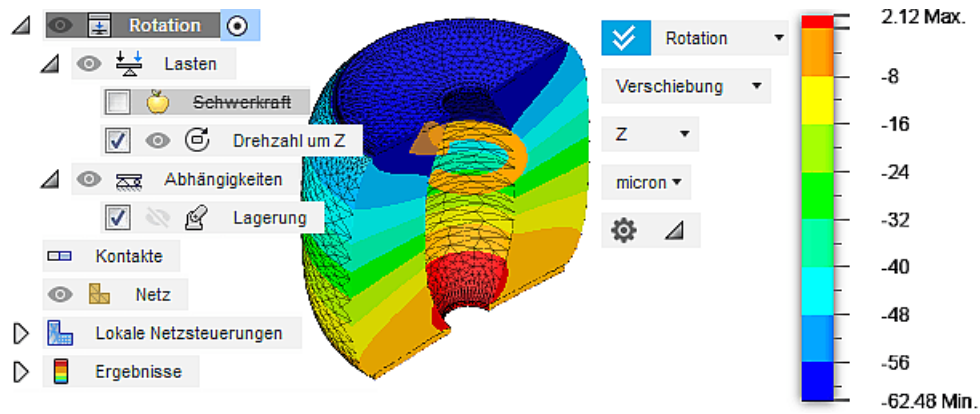 Rotation
Lasten
Schwerkraft
Drehzahl um Z
Abhängigkeiten
Lagerung
Kontakte
Netz
Lokale Netzsteuerungen
Ergebnisse
Rotation
Verschiebung
Z
micron
2.12 Max.
-8
-16
-24
-32
-40
-48
-56
-62.48 Min.